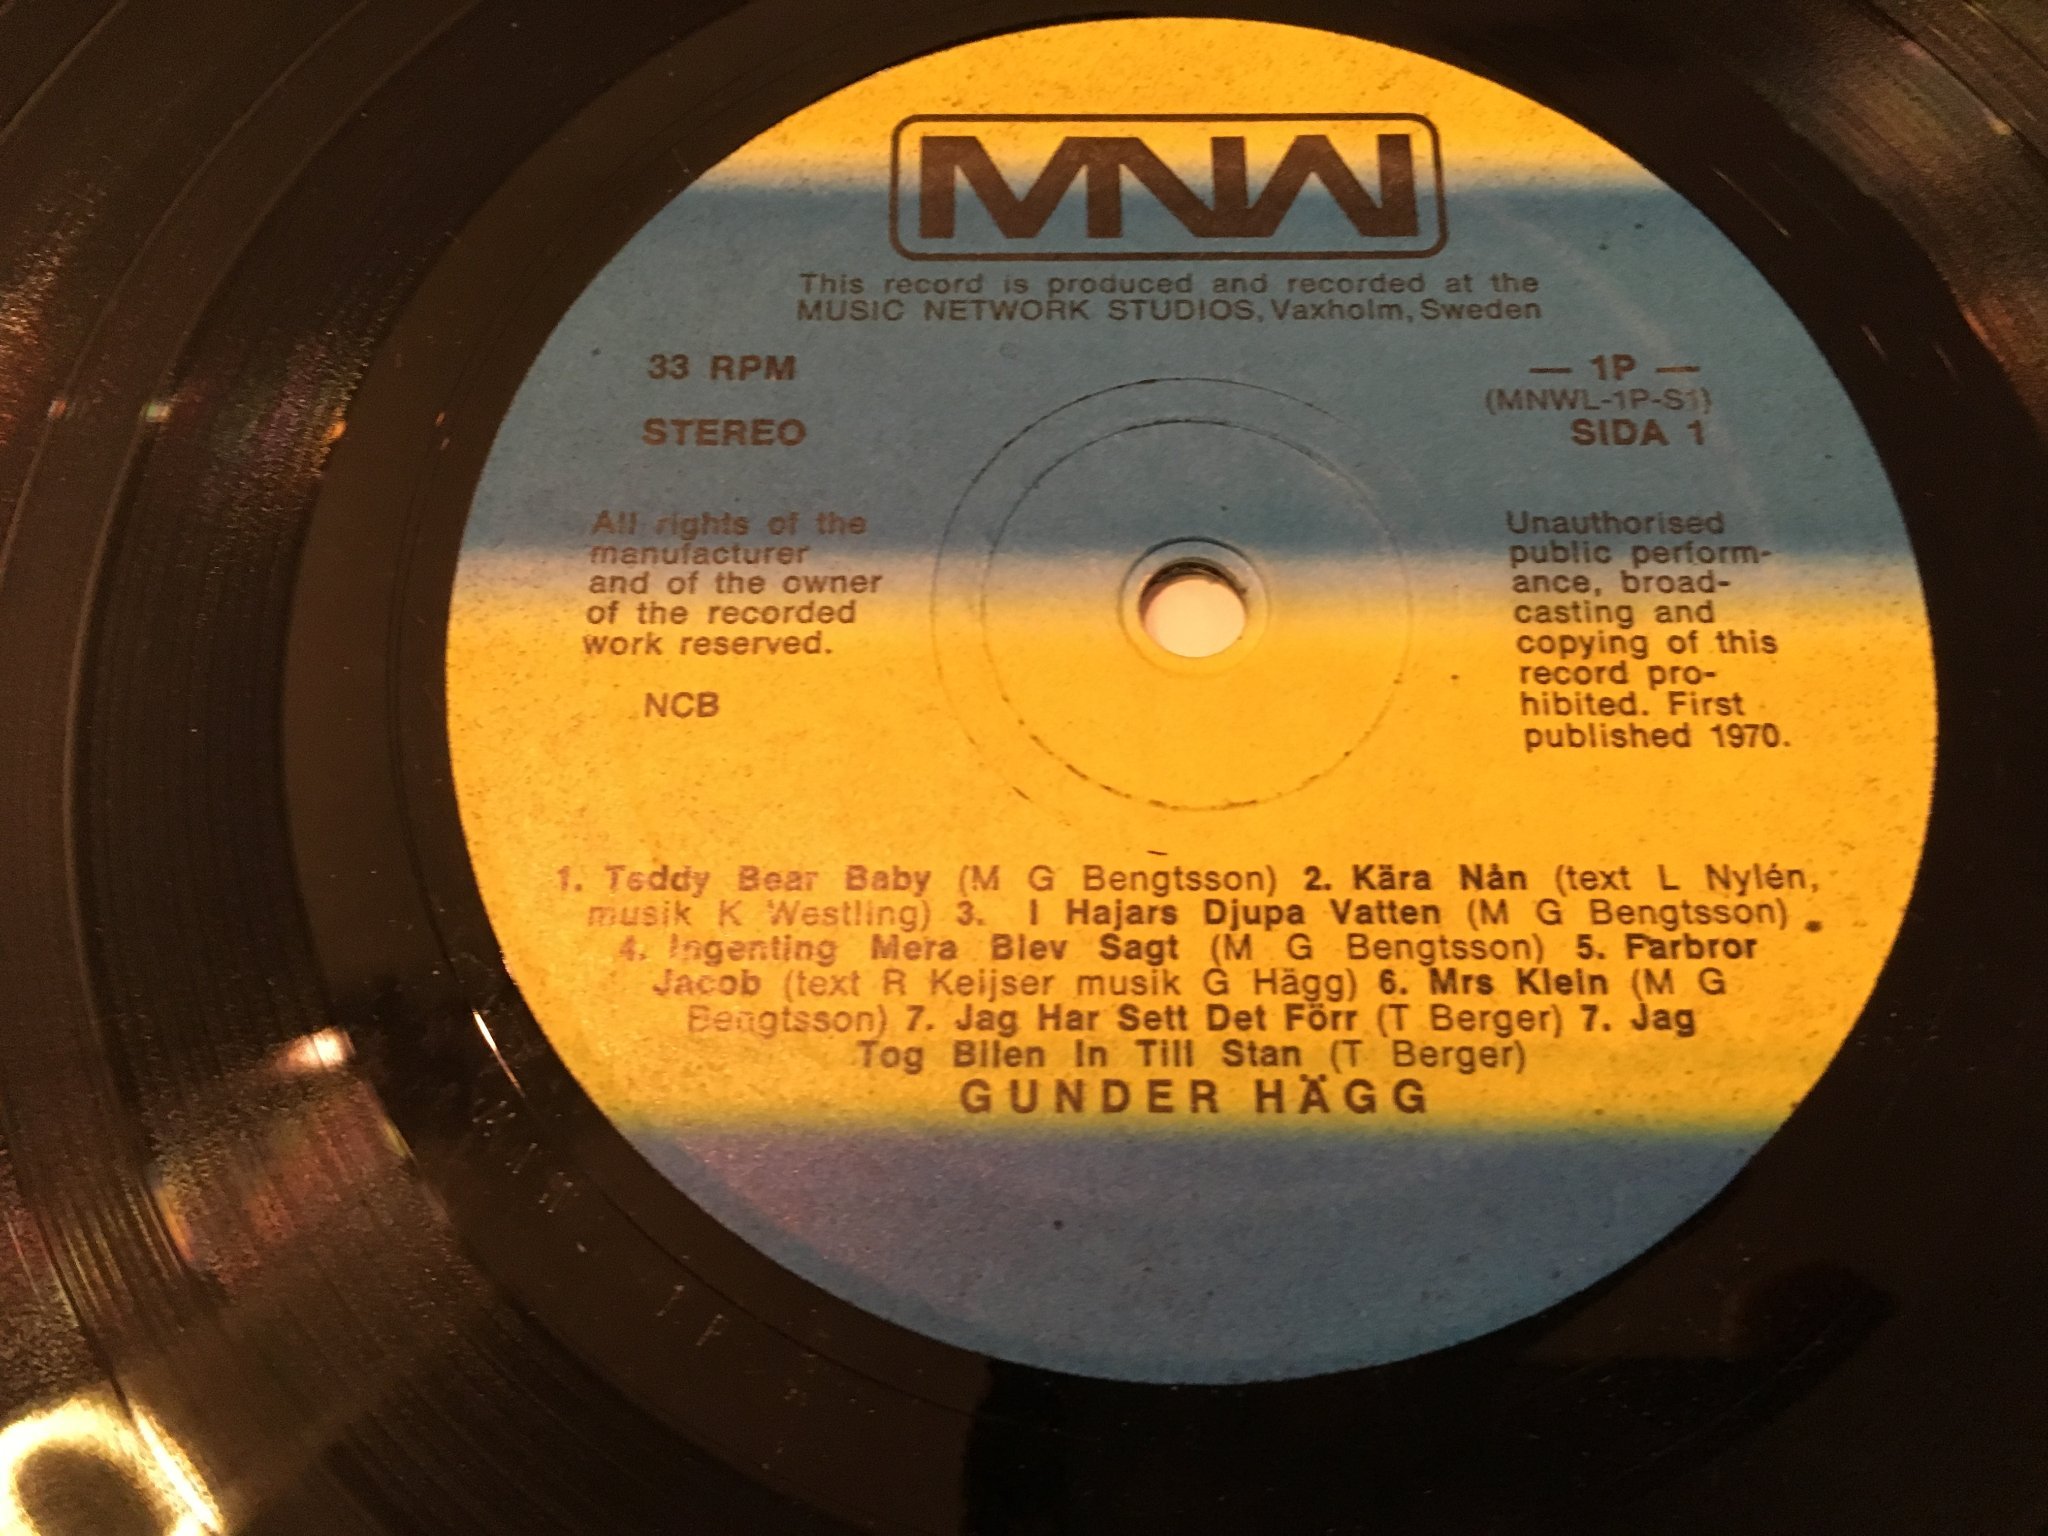 MNW
This record is produced and recorded at the
MUSIC NETWORK STUDIOS, Vaxholm, Sweden
33 RPM
— 1P —
(MNWL-1P-S1)
STEREO
SIDA 1
All rights of the
manufacturer
and of the owner
of the recorded
work reserved.
NCB
Unauthorised
public perform-
ance, broad-
casting and
copying of this
record pro-
hibited. First
published 1970.
1. Teddy Bear Baby (M G Bengtsson) 2. Kära Nån (text L Nylén,
musik K Westling) 3. I Hajars Djupa Vatten (M G Bengtsson)
4. Ingenting Mera Blev Sagt (M G Bengtsson) 5. Farbror
Jacob (text R Keijser musik G Hägg) 6. Mrs Klein (M G
Bengtsson) 7. Jag Har Sett Det Förr (T Berger) 7. Jag
Tog Bilen In Till Stan (T Berger)
GUNDER HÄGG